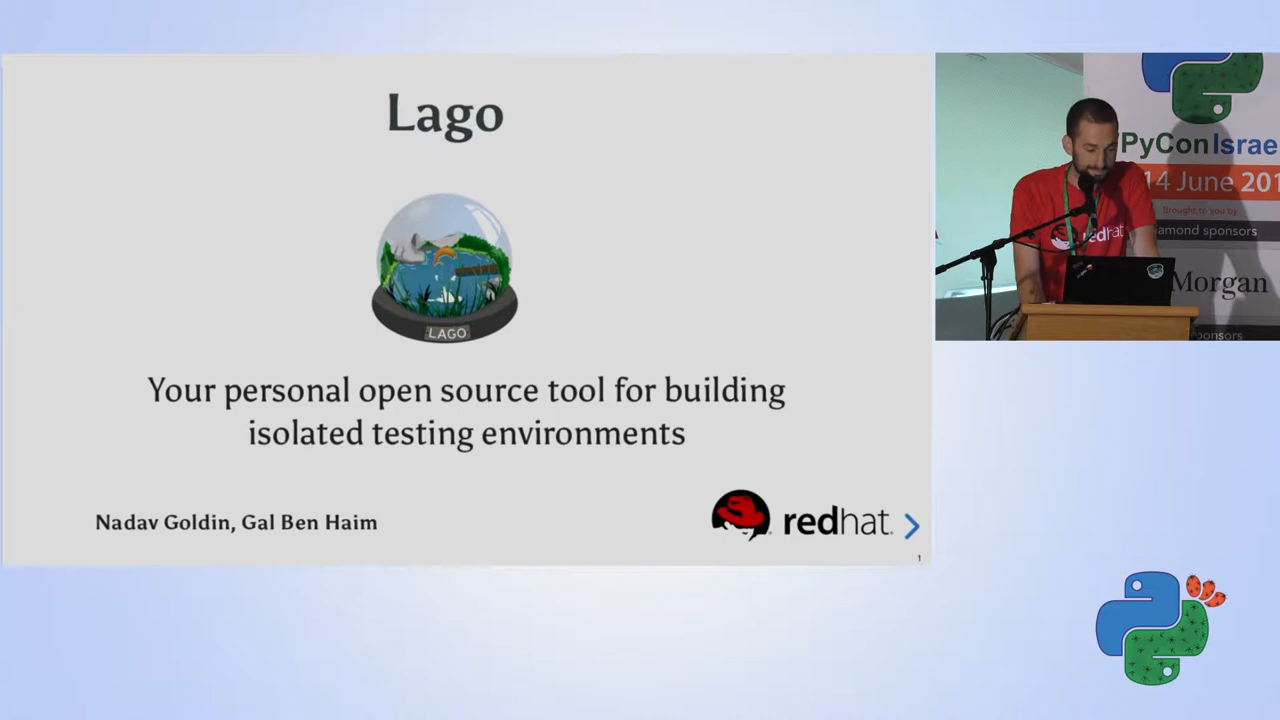 Lago
LAGO
Your personal open source tool for building
isolated testing environments
Nadav Goldin, Gal Ben Haim
redhat.
1
PyCon Israe
14 June 201
Brought to you by
amond sponsors
Morgan
ponsors
redhat